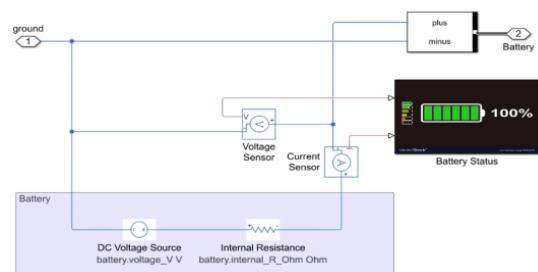 ground
1
plus
minus
2
Battery
V
+
V
Voltage
Sensor
Current
Sensor
A
+
100%
Battery Status
Battery
DC Voltage Source
battery.voltage_V V
Internal Resistance
battery.internal_R_Ohm Ohm